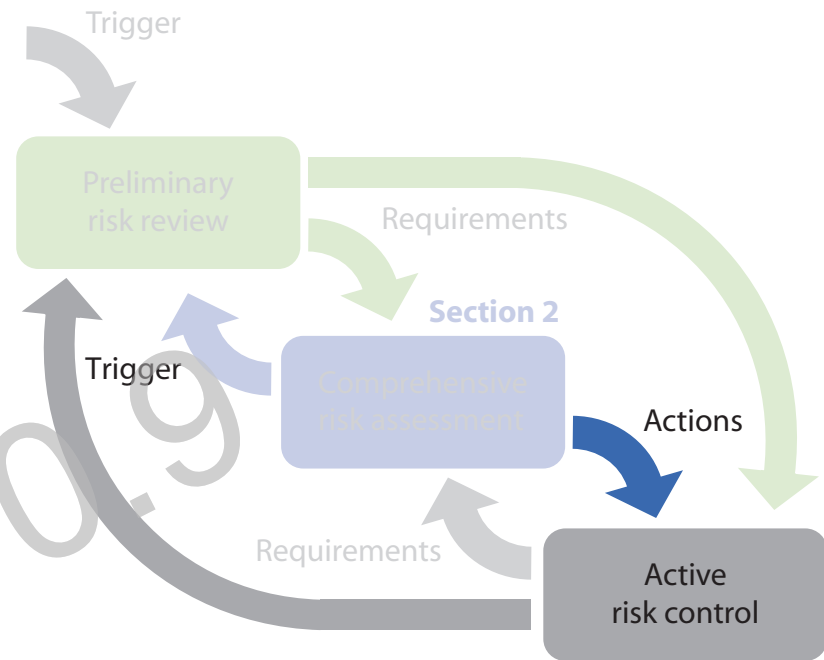 Trigger
Preliminary
risk review
Requirements
Section 2
Trigger
Comprehensive
risk assessment
Actions
0.9
Requirements
Active
risk control